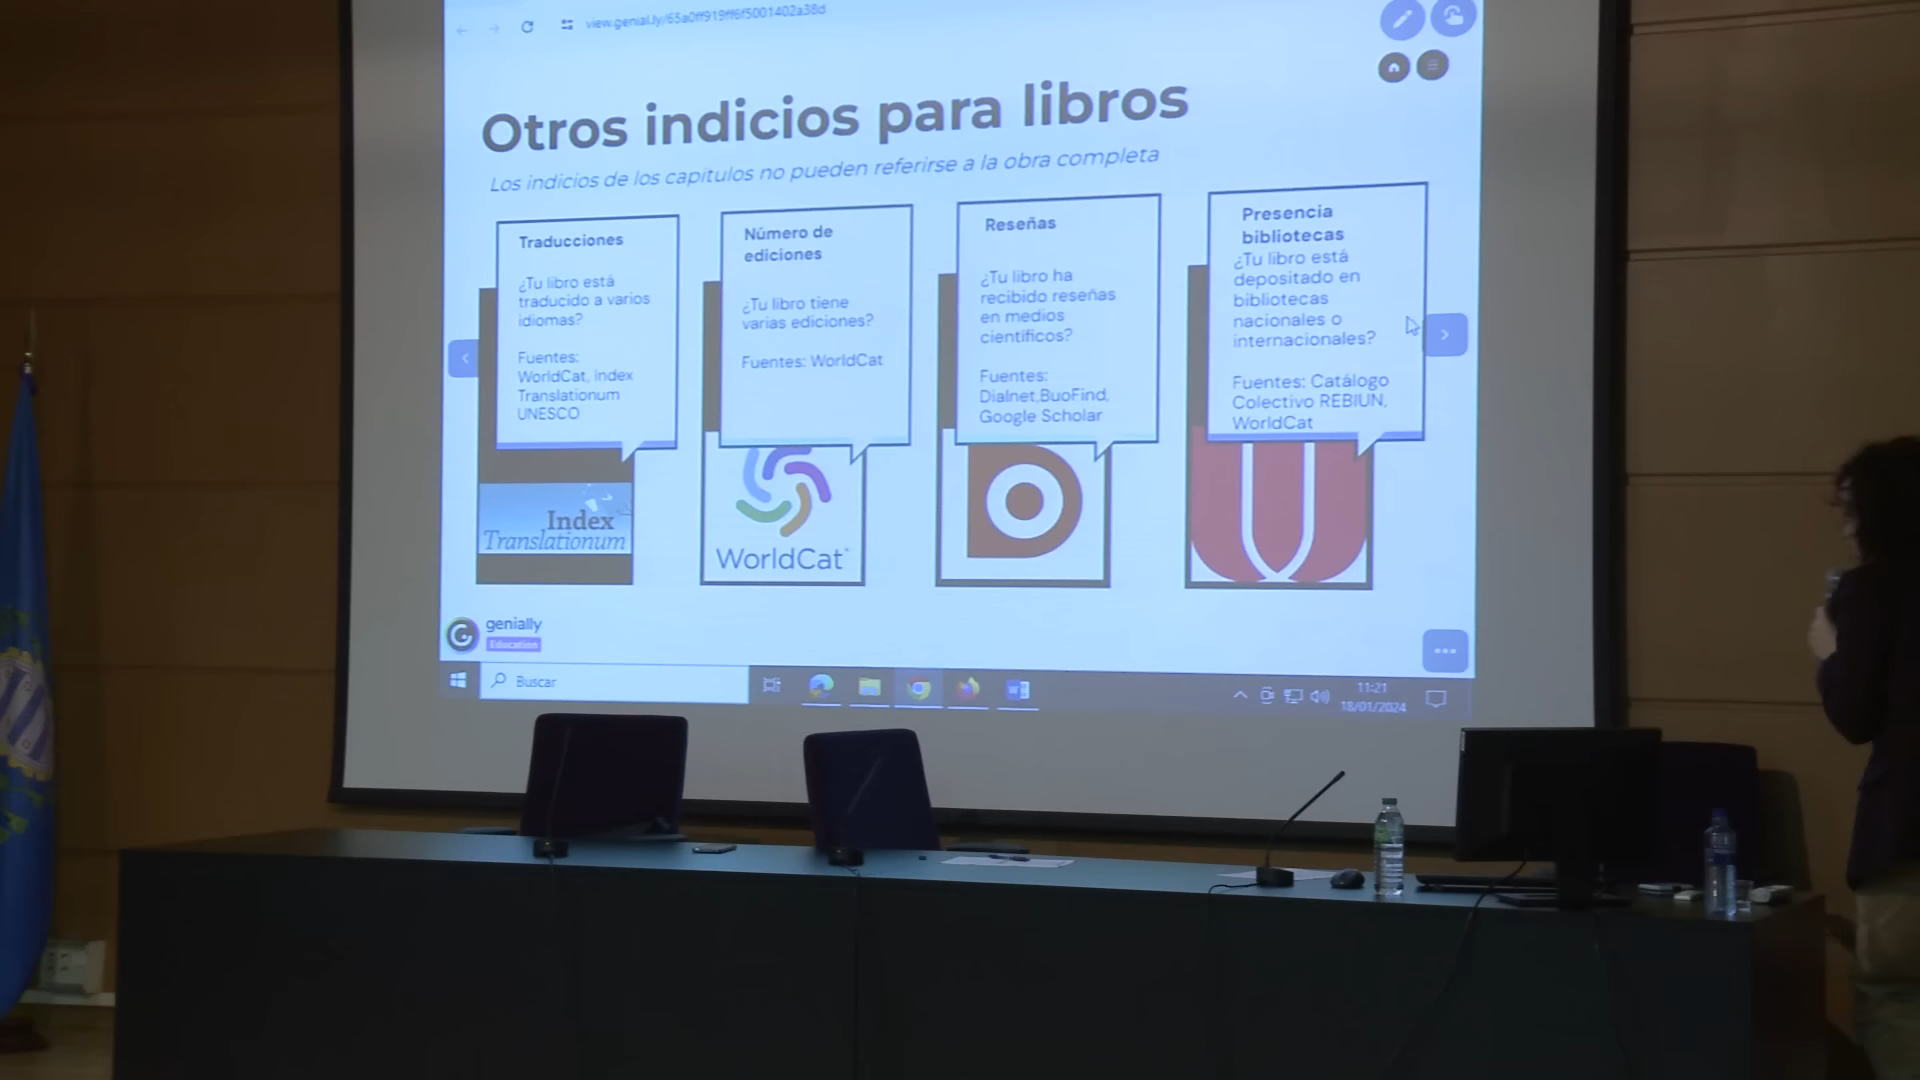 view.genial.ly/65a0ff919ff6f5001402a38d
Otros indicios para libros
Los indicios de los capitulos no pueden referirse a la obra completa
Traducciones
¿Tu libro está
traducido a varios
idiomas?
Fuentes:
WorldCat, Index
Translationum
UNESCO
Número de
ediciones
¿Tu libro tiene
varias ediciones?
Fuentes: WorldCat
Reseñas
¿Tu libro ha
recibido reseñas
en medios
científicos?
Fuentes:
Dialnet,BuoFind,
Google Scholar
Presencia
bibliotecas
¿Tu libro está
depositado en
bibliotecas
nacionales o
internacionales?
Fuentes: Catálogo
Colectivo REBIUN,
WorldCat
Index
Translationum
WorldCat
genially
Education
Buscar
11:21
18/01/2024